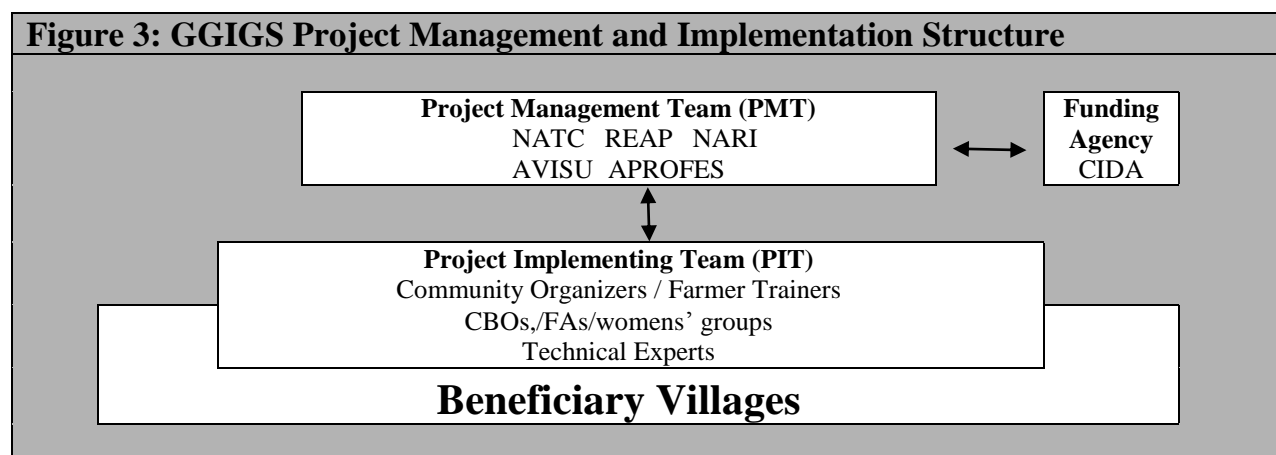 Figure 3: GGIGS Project Management and Implementation Structure
Project Management Team (PMT)
NATC REAP NARI
AVISU APROFES
Funding
Agency
CIDA
Project Implementing Team (PIT)
Community Organizers / Farmer Trainers
CBOs,/FAs/womens’ groups
Technical Experts
Beneficiary Villages